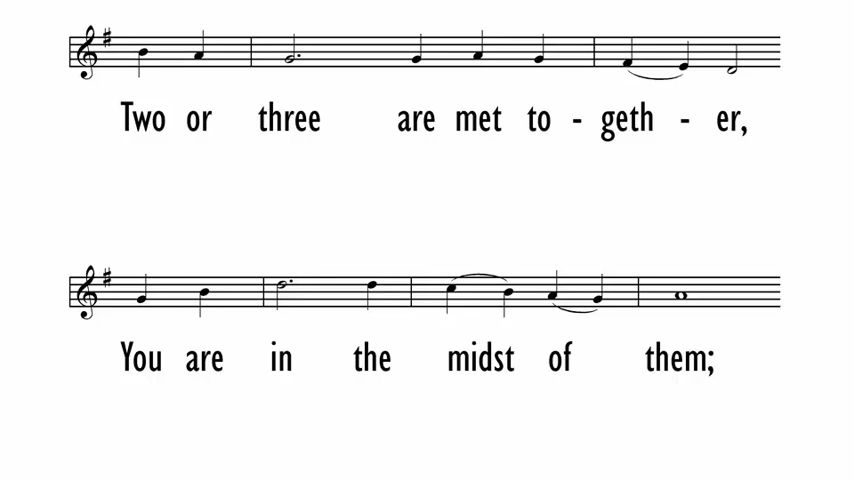 Two or three are met to - geth - er,
You are in the midst of them;